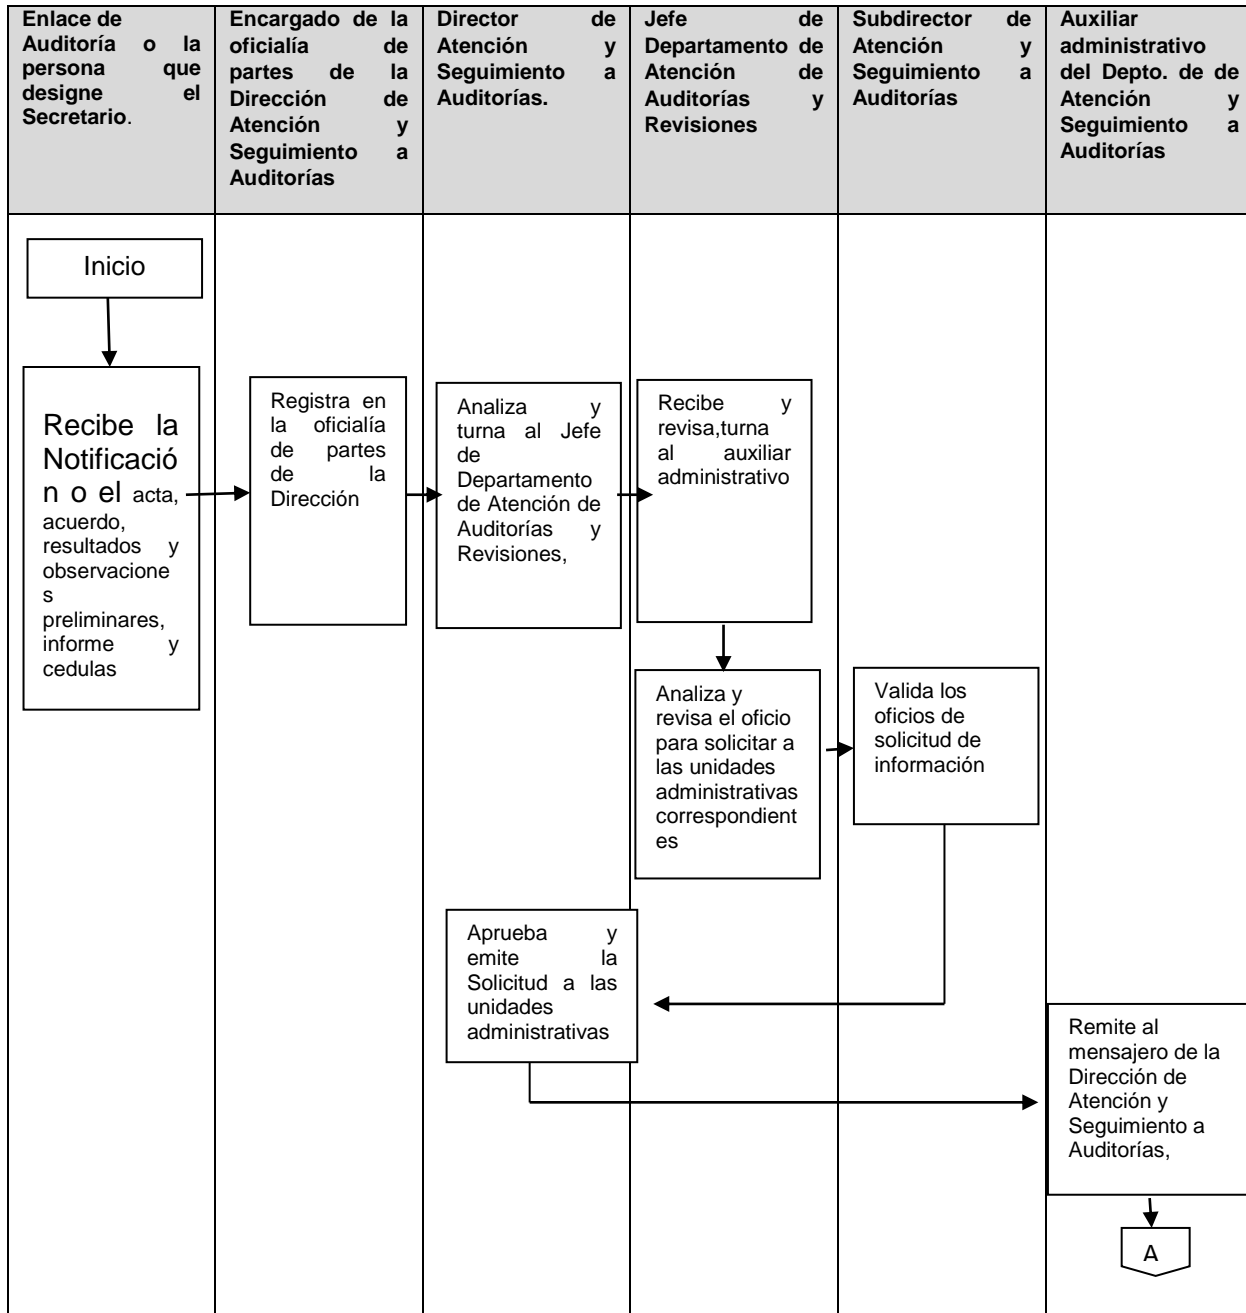 Enlace de
Auditoría o la
persona que
designe el
Secretario.
Encargado de la
oficialía de
partes de la
Dirección de
Atención y
Seguimiento a
Auditorías
Director de
Atención y
Seguimiento a
Auditorías.
Jefe de
Departamento de
Atención de
Auditorías y
Revisiones
Subdirector de
Atención y
Seguimiento a
Auditorías
Auxiliar
administrativo
del Depto. de de
Atención y
Seguimiento a
Auditorías
Inicio
Recibe la
Notificació
n o el acta,
acuerdo,
resultados y
observacione
s
preliminares,
informe y
cedulas
Registra en
la oficialía
de partes
de la
Dirección
Analiza y
turna al Jefe
de
Departamento
de Atención de
Auditorías y
Revisiones,
Recibe y
revisa,turna
al auxiliar
administrativo
Analiza y
revisa el oficio
para solicitar a
las unidades
administrativas
correspondient
es
Valida los
oficios de
solicitud de
información
Aprueba y
emite la
Solicitud a las
unidades
administrativas
Remite al
mensajero de la
Dirección de
Atención y
Seguimiento a
Auditorías,
A